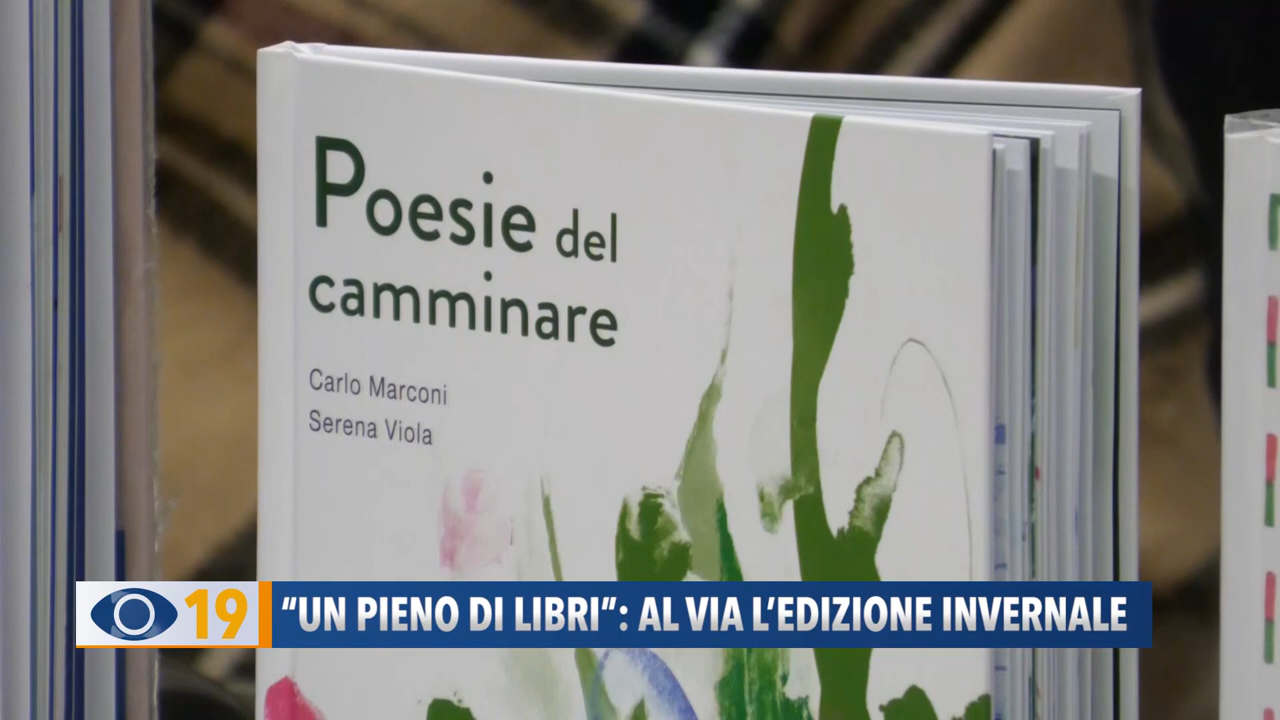 Poesie del
camminare
Carlo Marconi
Serena Viola
19
“UN PIENO DI LIBRI”: AL VIA L’EDIZIONE INVERNALE